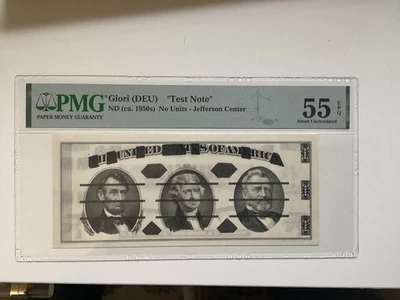 PMG
PAPER MONEY GUARANTY
Giori (DEU) "Test Note"
ND (ca. 1950s) No Units - Jefferson Center
55 EPQ
About Uncirculated